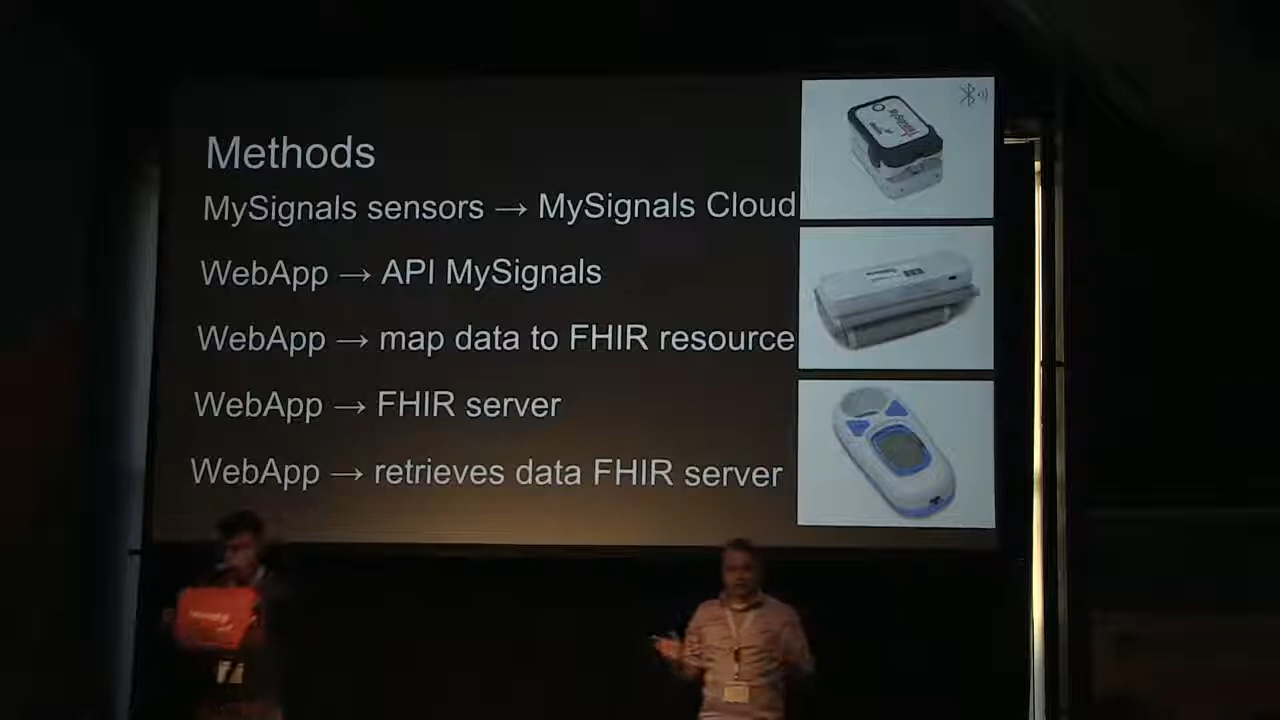 Methods
MySignals sensors → MySignals Cloud
WebApp → API MySignals
WebApp → map data to FHIR resource
WebApp → FHIR server
WebApp → retrieves data FHIR server